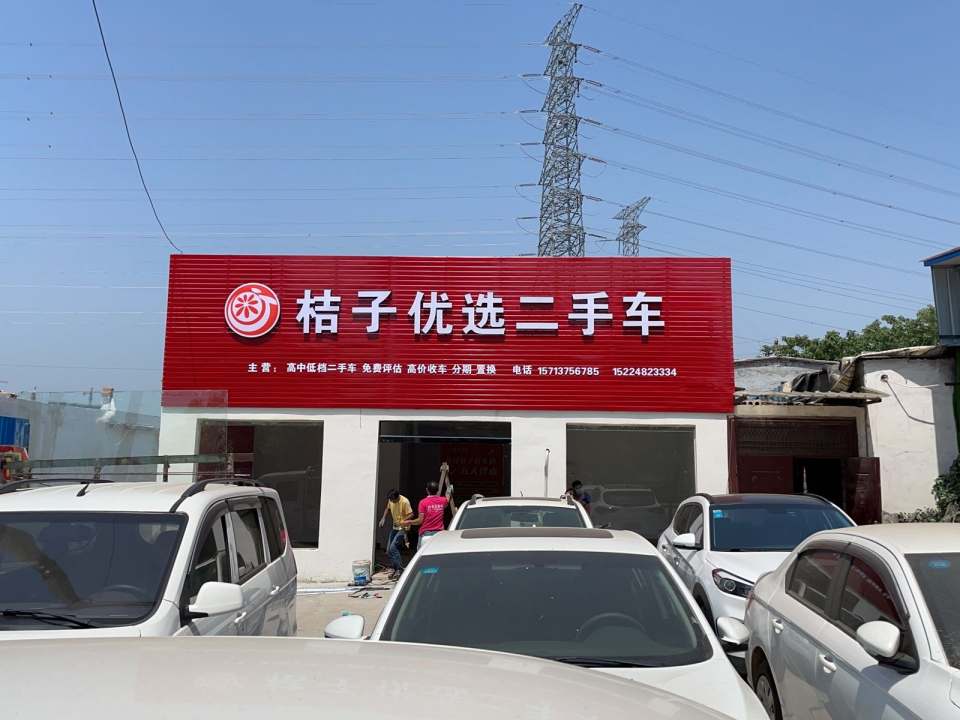 桔子优选二手车
主营：高中低档二手车 免费评估 高价收车 分期·置换 电话 15713756785 15224823334